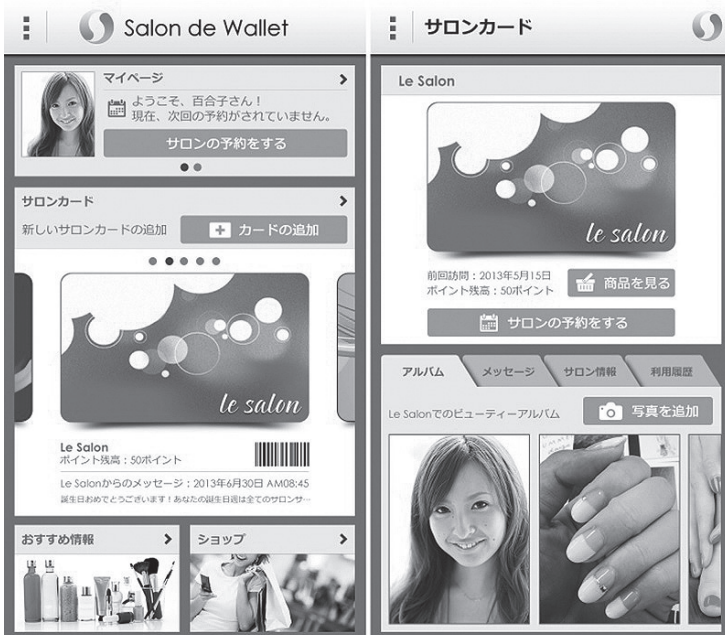 Salon de Wallet
マイページ
ようこそ、百合子さん！
現在、次回の予約がされていません。
サロンの予約をする
サロンカード
新しいサロンカードの追加
カードの追加
le salon
Le Salon
ポイント残高：50ポイント
Le Salonからのメッセージ：2013年6月30日 AM08:45
誕生日おめでとうございます！あなたの誕生日週は全てのサロンサ…
おすすめ情報
ショップ
サロンカード
Le Salon
le salon
前回訪問：2013年5月15日
ポイント残高：50ポイント
商品を見る
サロンの予約をする
アルバム
メッセージ
サロン情報
利用履歴
Le Salonでのビューティーアルバム
写真を追加